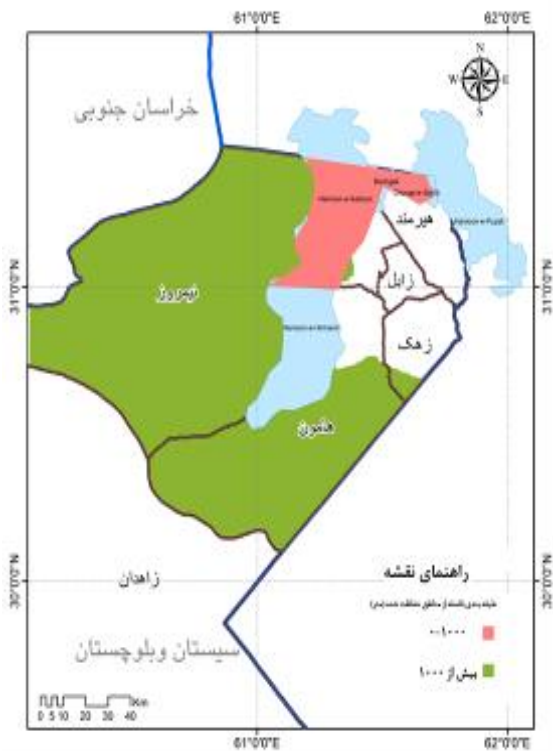 61°0'0"E
62°0'0"E
N
W
E
S
خراسان جنوبی
هیرمند
31°0'0"N
31°0'0"N
نیمروز
زابل
زهک
هامون
30°0'0"N
30°0'0"N
زاهدان
راهنمای نقشه
۰-۱۰۰۰
بیش از ۱۰۰۰
سیستان وبلوچستان
Km
0 5 10 20 30 40
61°0'0"E
62°0'0"E